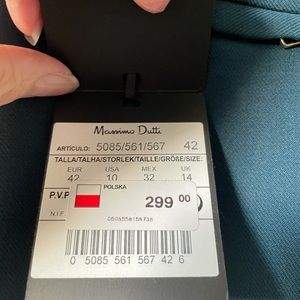 Massimo Dutti
ARTÍCULO: 5085/561/567 42
TALLA/TALHA/STORLEK/TAILLE/GRÖßE/SIZE:
EUR USA MEX UK
42 10 32 14
P.V.P
POLSKA
299 00
N.I.F.
0 5085 561 567 42 6